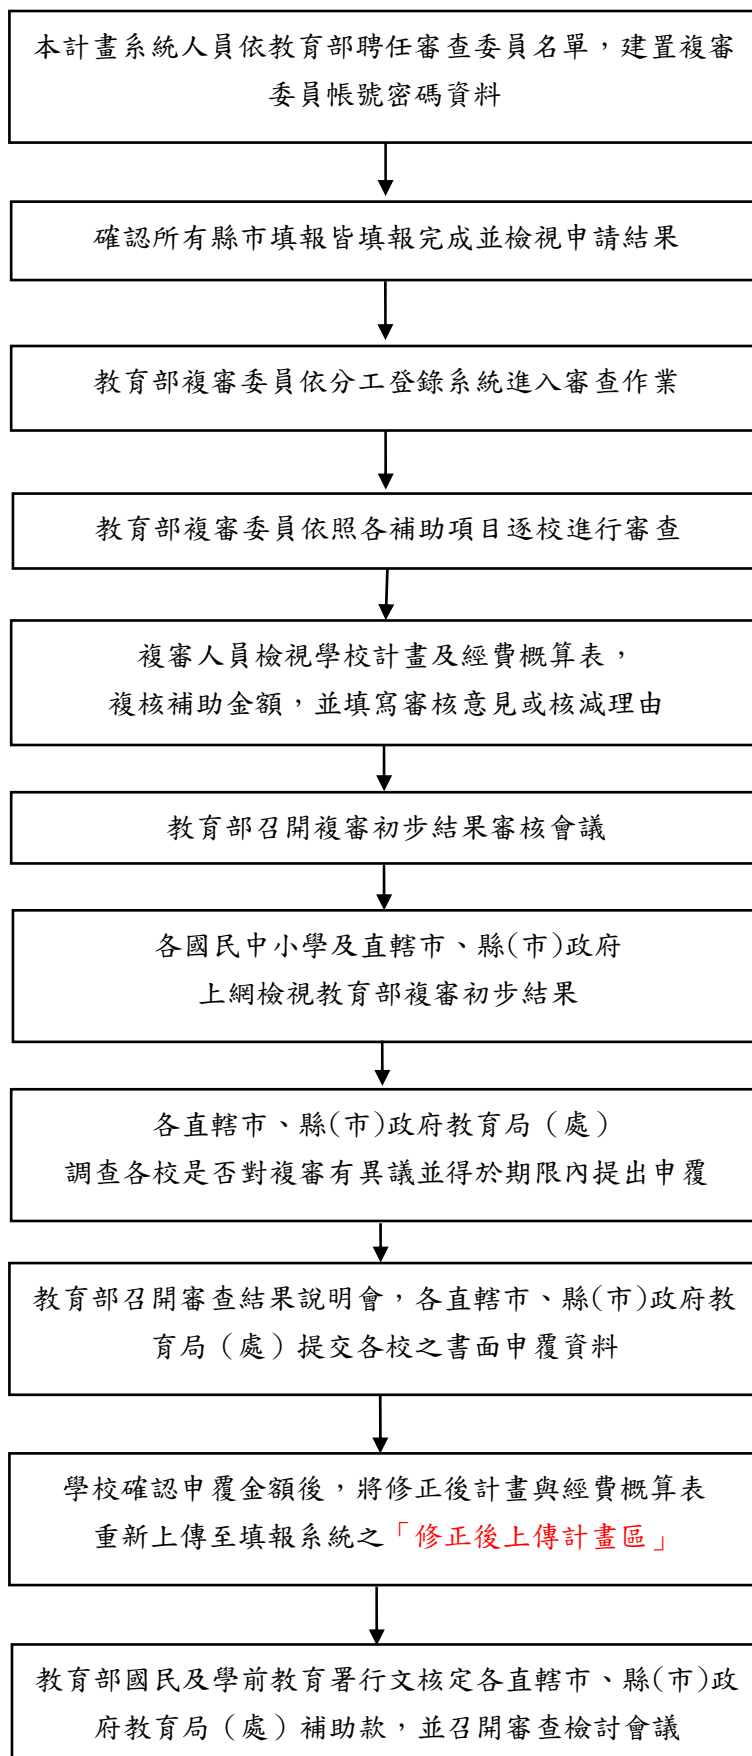 本計畫系統人員依教育部聘任審查委員名單，建置複審
委員帳號密碼資料
確認所有縣市填報皆填報完成並檢視申請結果
教育部複審委員依分工登錄系統進入審查作業
教育部複審委員依照各補助項目逐校進行審查
複審人員檢視學校計畫及經費概算表，
複核補助金額，並填寫審核意見或核減理由
教育部召開複審初步結果審核會議
各國民中小學及直轄市、縣(市)政府
上網檢視教育部複審初步結果
各直轄市、縣(市)政府教育局（處）
調查各校是否對複審有異議並得於期限內提出申覆
教育部召開審查結果說明會，各直轄市、縣(市)政府教
育局（處）提交各校之書面申覆資料
學校確認申覆金額後，將修正後計畫與經費概算表
重新上傳至填報系統之「修正後上傳計畫區」
教育部國民及學前教育署行文核定各直轄市、縣(市)政
府教育局（處）補助款，並召開審查檢討會議